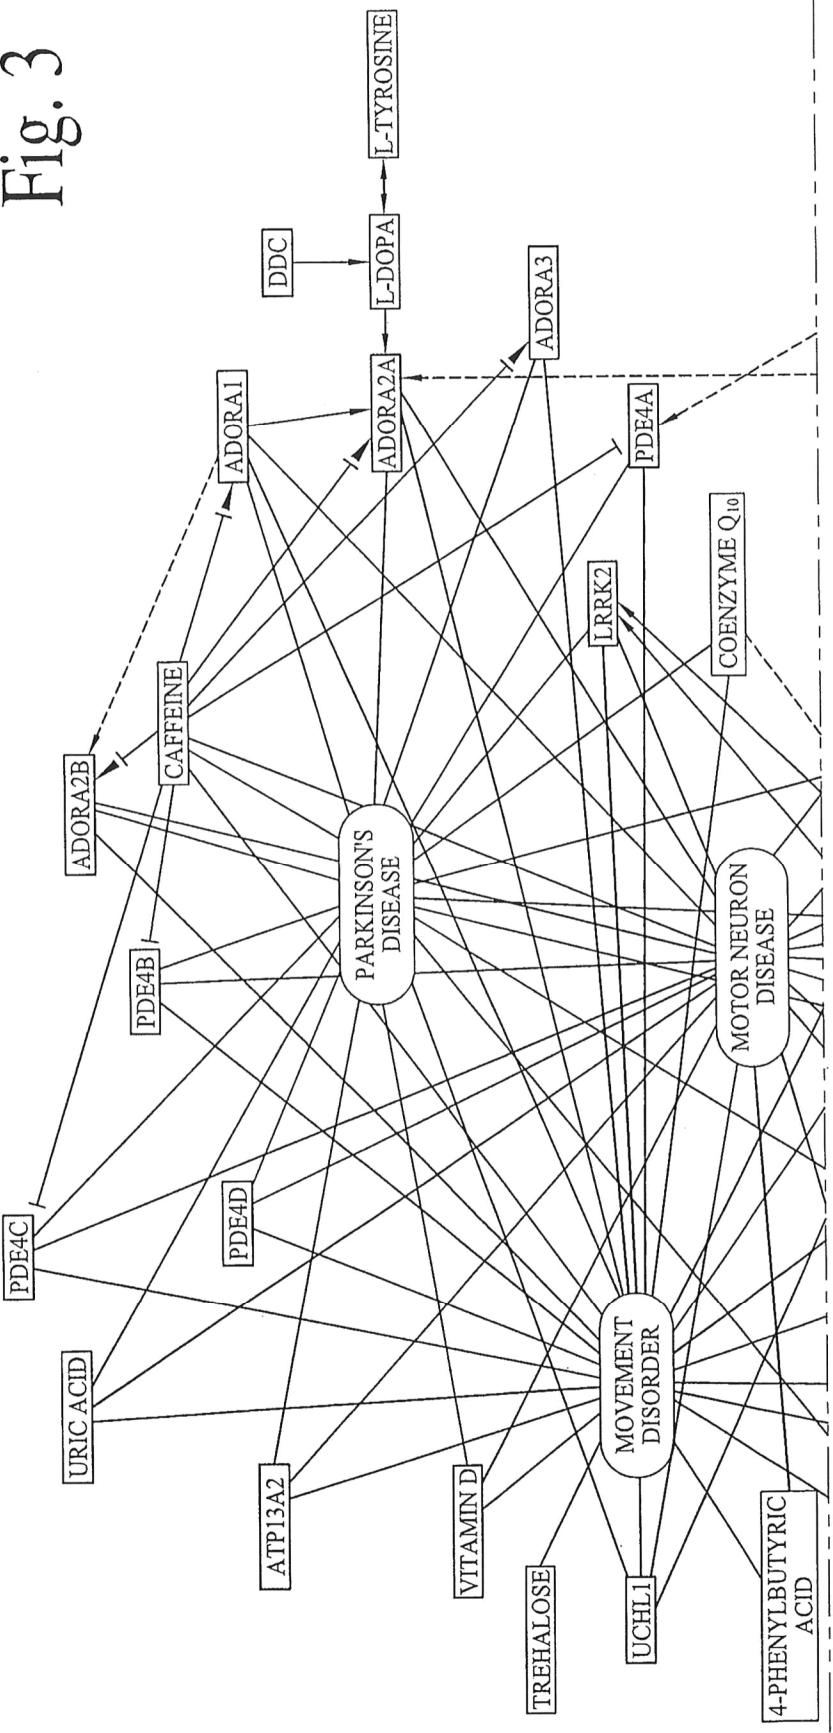 Fig. 3
PDE4C
URIC ACID
ADORA2B
PDE4B
CAFFEINE
ADORA1
PDE4D
ATP13A2
DDC
L-TYROSINE
L-DOPA
ADORA2A
PARKINSON'S
DISEASE
VITAMIN D
ADORA3
TREHALOSE
LRRK2
PDE4A
MOVEMENT
DISORDER
UCHL1
COENZYME Q10
MOTOR NEURON
DISEASE
4-PHENYLBUTYRIC
ACID